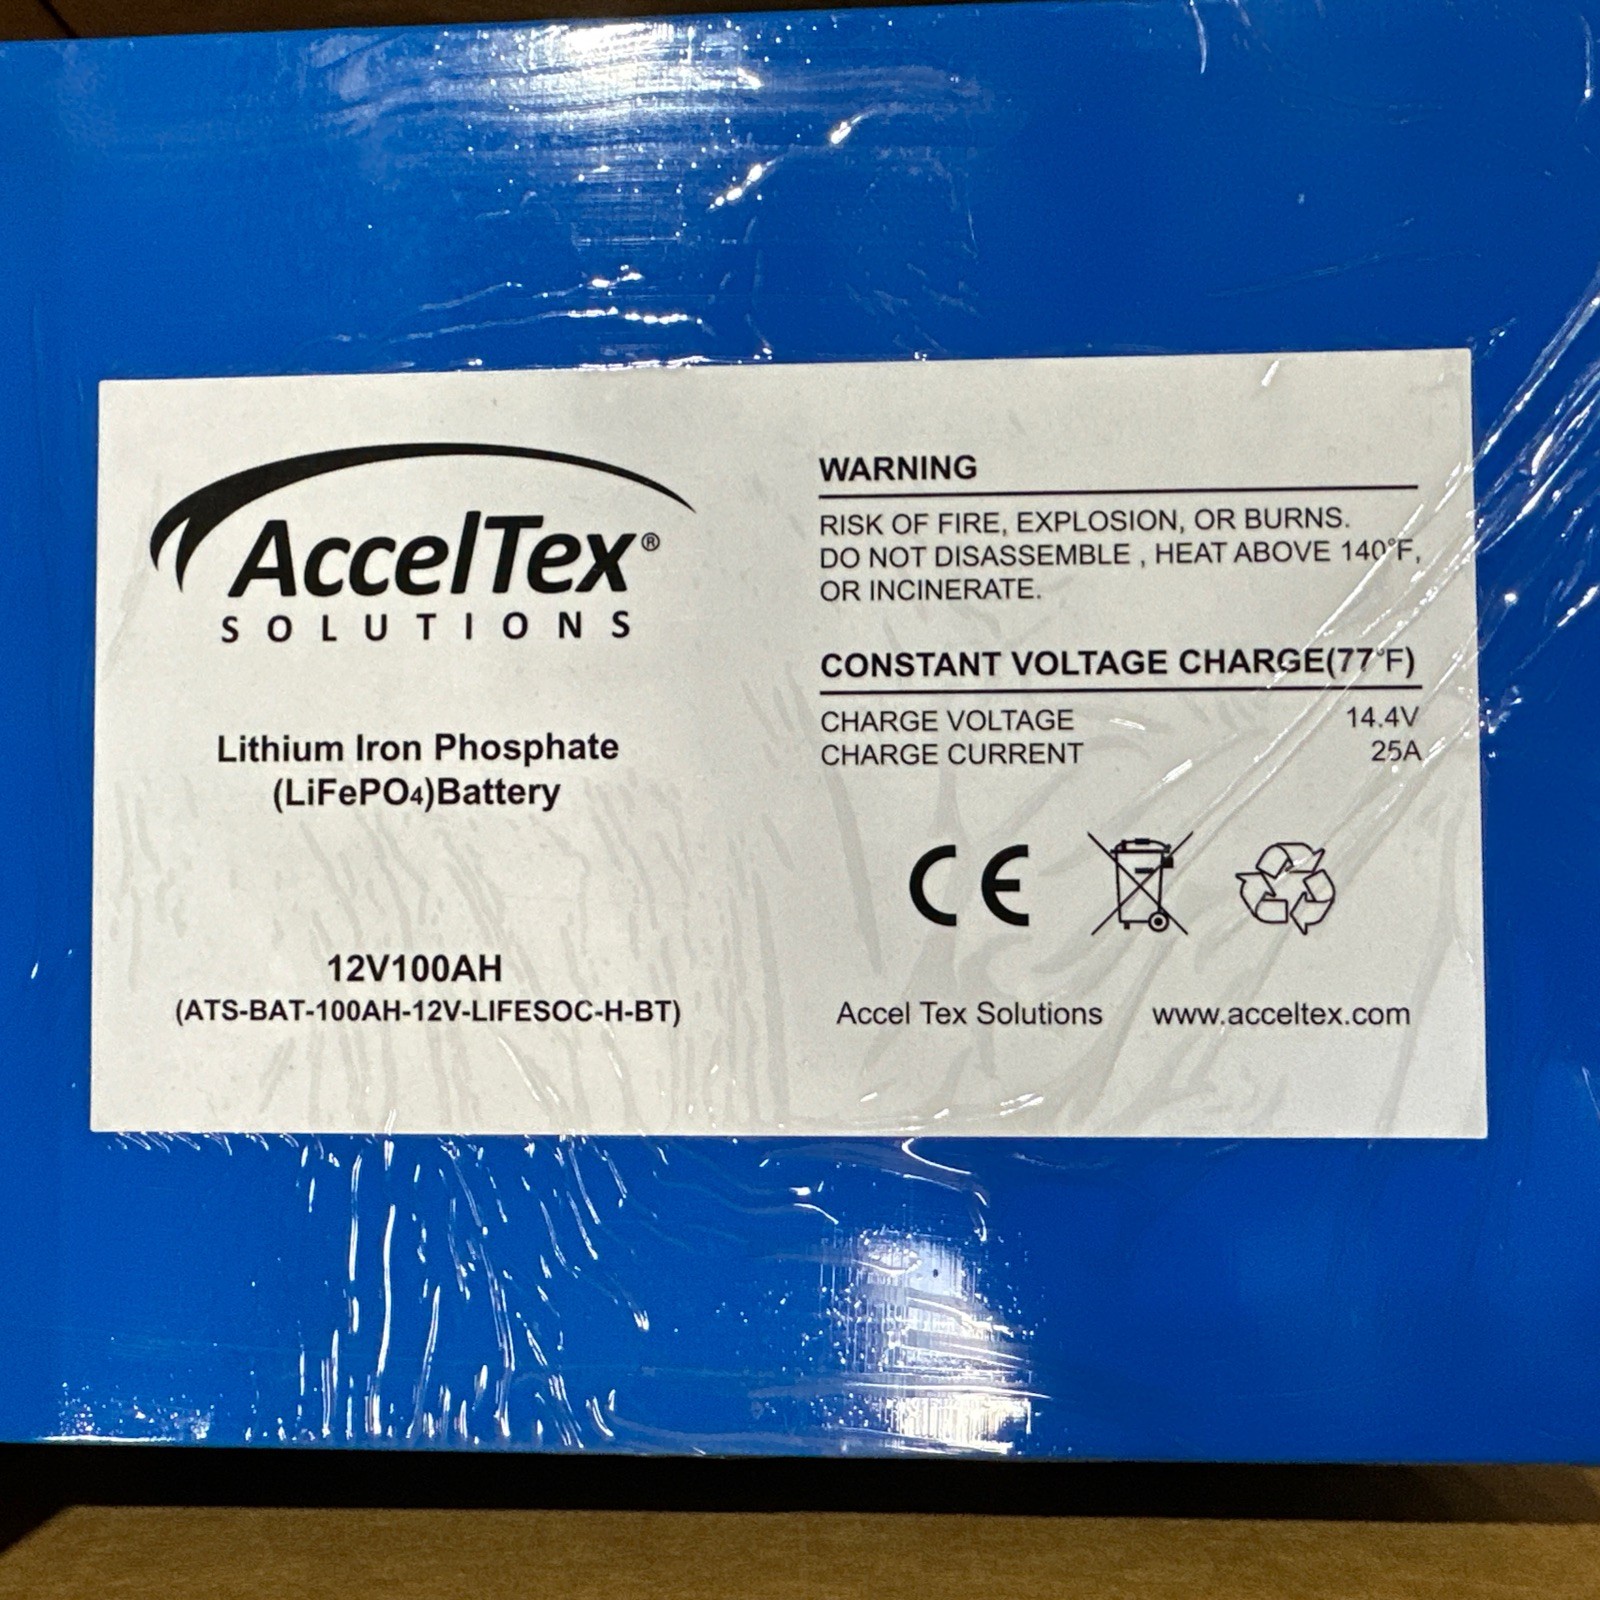 AccelTex®
SOLUTIONS
Lithium Iron Phosphate
(LiFePO4)Battery
12V100AH
(ATS-BAT-100AH-12V-LIFESOC-H-BT)
WARNING
RISK OF FIRE, EXPLOSION, OR BURNS.
DO NOT DISASSEMBLE , HEAT ABOVE 140°F,
OR INCINERATE.
CONSTANT VOLTAGE CHARGE(77°F)
CHARGE VOLTAGE 14.4V
CHARGE CURRENT 25A
CE
Accel Tex Solutions www.acceltex.com